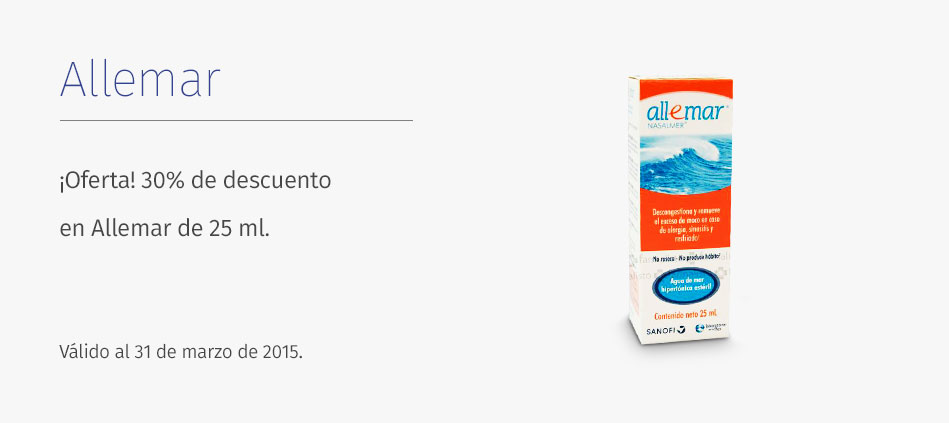 Allemar
¡Oferta! 30% de descuento
en Allemar de 25 ml.
Válido al 31 de marzo de 2015.
allemar
NASALMER
Descongestiona y remueve
el exceso de moco en caso
de alergia, sinusitis y
resfriado
No reseca - No produce hábito
Agua de mar
hipertónica estéril
Contenido neto 25 mL
SANOFI